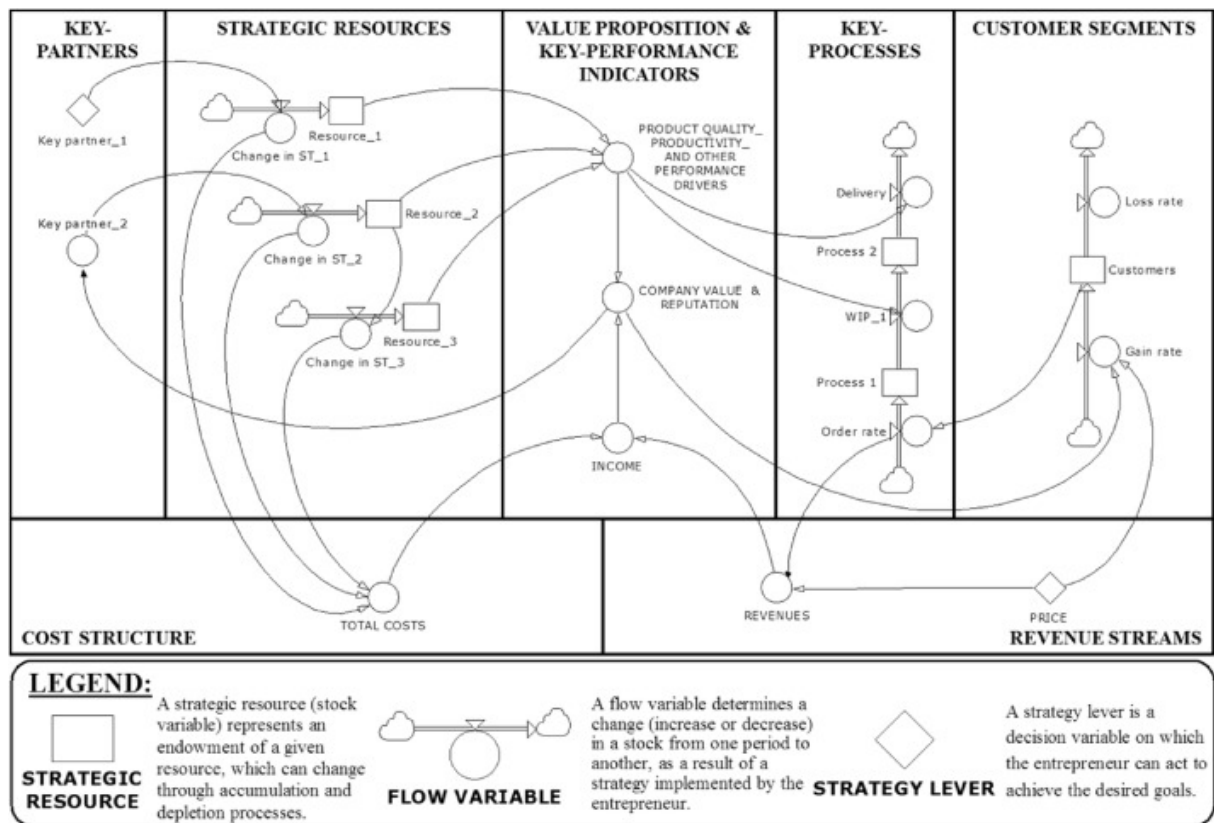 KEY-
PARTNERS
STRATEGIC RESOURCES
VALUE PROPOSITION &
KEY-PERFORMANCE
INDICATORS
KEY-
PROCESSES
CUSTOMER SEGMENTS
Key partner_1
Resource_1
Change in ST_1
Key partner_2
Resource_2
Change in ST_2
Resource_3
Change in ST_3
PRODUCT QUALITY_
PRODUCTIVITY_
AND OTHER
PERFORMANCE
DRIVERS
COMPANY VALUE &
REPUTATION
INCOME
Delivery
Process 2
WIP_1
Process 1
Order rate
Loss rate
Customers
Gain rate
TOTAL COSTS
COST STRUCTURE
REVENUES
PRICE
REVENUE STREAMS
LEGEND:
STRATEGIC
RESOURCE
A strategic resource (stock
variable) represents an
endowment of a given
resource, which can change
through accumulation and
depletion processes.
FLOW VARIABLE
A flow variable determines a
change (increase or decrease)
in a stock from one period to
another, as a result of a
strategy implemented by the
entrepreneur.
STRATEGY LEVER
A strategy lever is a
decision variable on which
the entrepreneur can act to
achieve the desired goals.